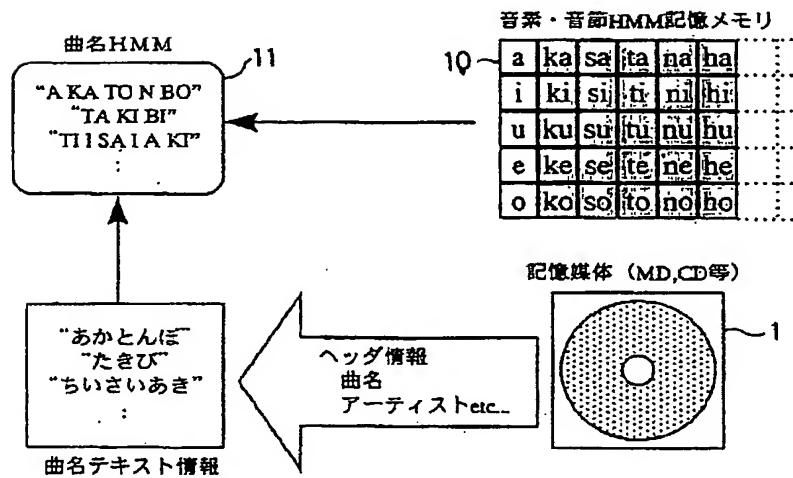 音素・音節HMM記憶メモリ
曲名HMM
11
10
a ka sa ta na ha
i ki si ti ni hi
u ku su tu nu hu
e ke se te ne he
o ko so to no ho
"A KA TO N BO"
"TA KI BI"
"TI I SA I A KI"
:
記憶媒体（MD,CD等）
1
"あかとんぼ"
"たきび"
"ちいさいあき"
:
ヘッダ情報
曲名
アーティストetc...
曲名テキスト情報